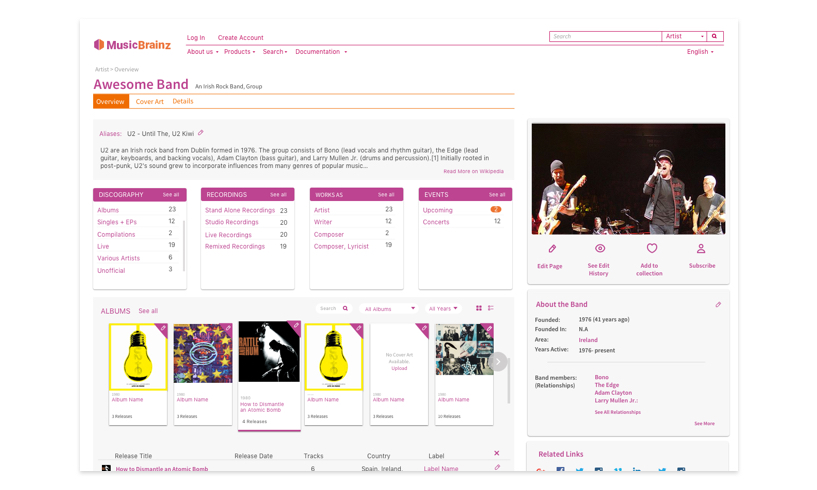 MusicBrainz
Log In Create Account
Search Artist
About us Products Search Documentation English
Artist > Overview
Awesome Band An Irish Rock Band, Group
Overview Cover Art Details
Aliases: U2 - Until The, U2 Kiwi
U2 are an Irish rock band from Dublin formed in 1976. The group consists of Bono (lead vocals and rhythm guitar), the Edge (lead
guitar, keyboards, and backing vocals), Adam Clayton (bass guitar), and Larry Mullen Jr. (drums and percussion).[1] Initially rooted in
post-punk, U2's sound grew to incorporate influences from many genres of popular music...
Read More on Wikipedia
DISCOGRAPHY See all
Albums 23
Singles + EPs 12
Compilations 2
Live 19
Various Artists 6
Unofficial 3
RECORDINGS See all
Stand Alone Recordings 23
Studio Recordings 20
Live Recordings 20
Remixed Recordings 19
WORKS AS See all
Artist 23
Writer 12
Composer 2
Composer, Lyricist 19
EVENTS See all
Upcoming 2
Concerts 12
Edit Page
See Edit
History
Add to
collection
Subscribe
ALBUMS See all
Search All Albums All Years
Album Name
3 Releases
Album Name
3 Releases
RATTLE
AND HUM
How to Dismantle
an Atomic Bomb
4 Releases
Album Name
3 Releases
No Cover Art
Available.
Upload
Album Name
3 Releases
Album Name
10 Releases
Release Title Release Date Tracks Country Label
How to Dismantle an Atomic Bomb 6 Spain, Ireland, Label Name
About the Band
Founded: 1976 (41 years ago)
Founded In: N.A
Area: Ireland
Years Active: 1976- present
Band members: Bono
(Relationships) The Edge
Adam Clayton
Larry Mullen Jr.:
See All Relationships
See More
Related Links